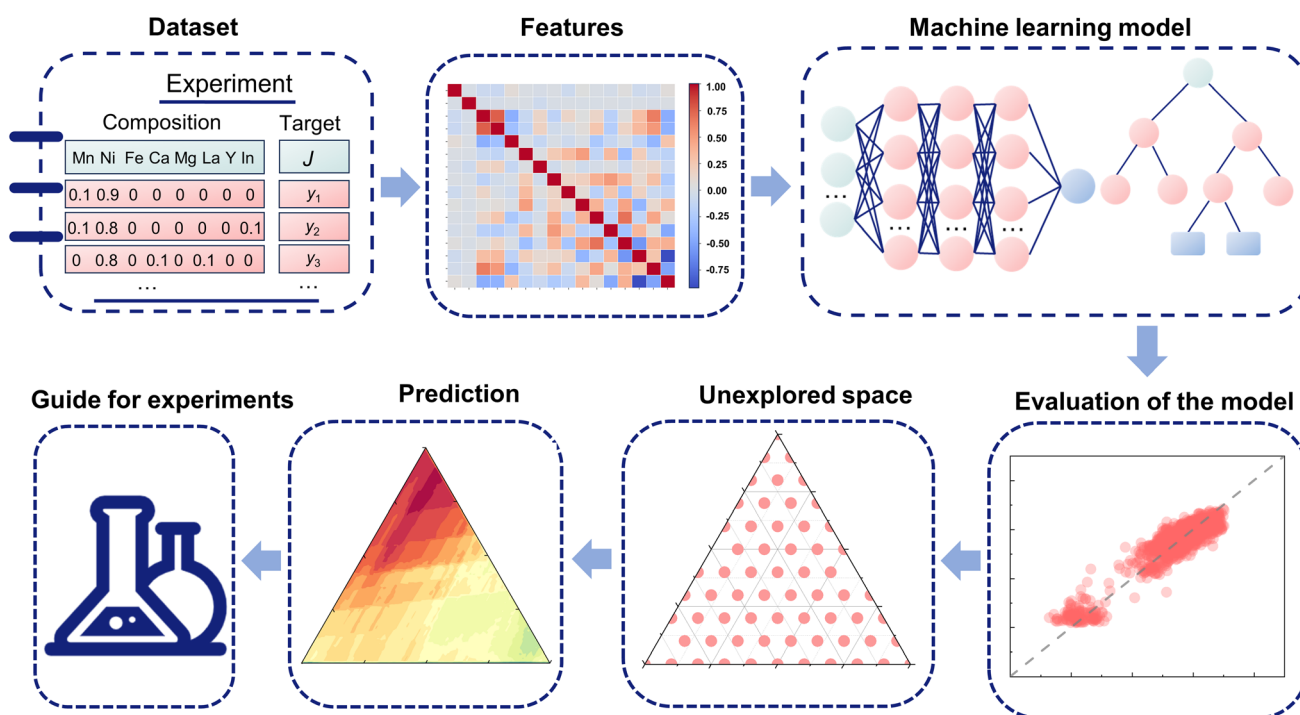 Dataset
Experiment
Composition Target
Mn Ni Fe Ca Mg La Y In J
0.1 0.9 0 0 0 0 0 0 y1
0.1 0.8 0 0 0 0 0 0.1 y2
0 0.8 0 0.1 0 0.1 0 0 y3
... ...
Features
1.00
0.75
0.50
0.25
0.00
-0.25
-0.50
-0.75
Machine learning model
... ... ... ...
Guide for experiments
Prediction
Unexplored space
Evaluation of the model